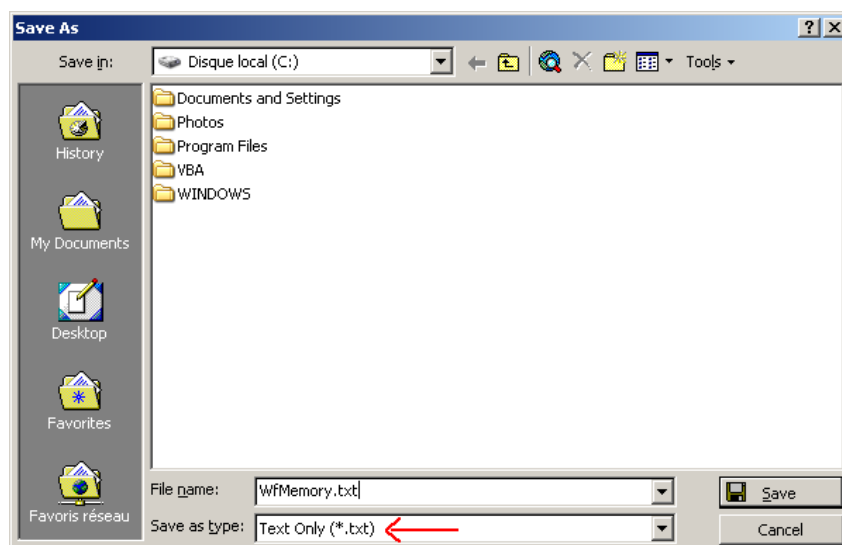 Save As
Save in:
Disque local (C:)
Tools
Documents and Settings
Photos
Program Files
VBA
WINDOWS
History
My Documents
Desktop
Favorites
Favoris réseau
File name:
WfMemory.txt
Save
Save as type:
Text Only (*.txt)
Cancel